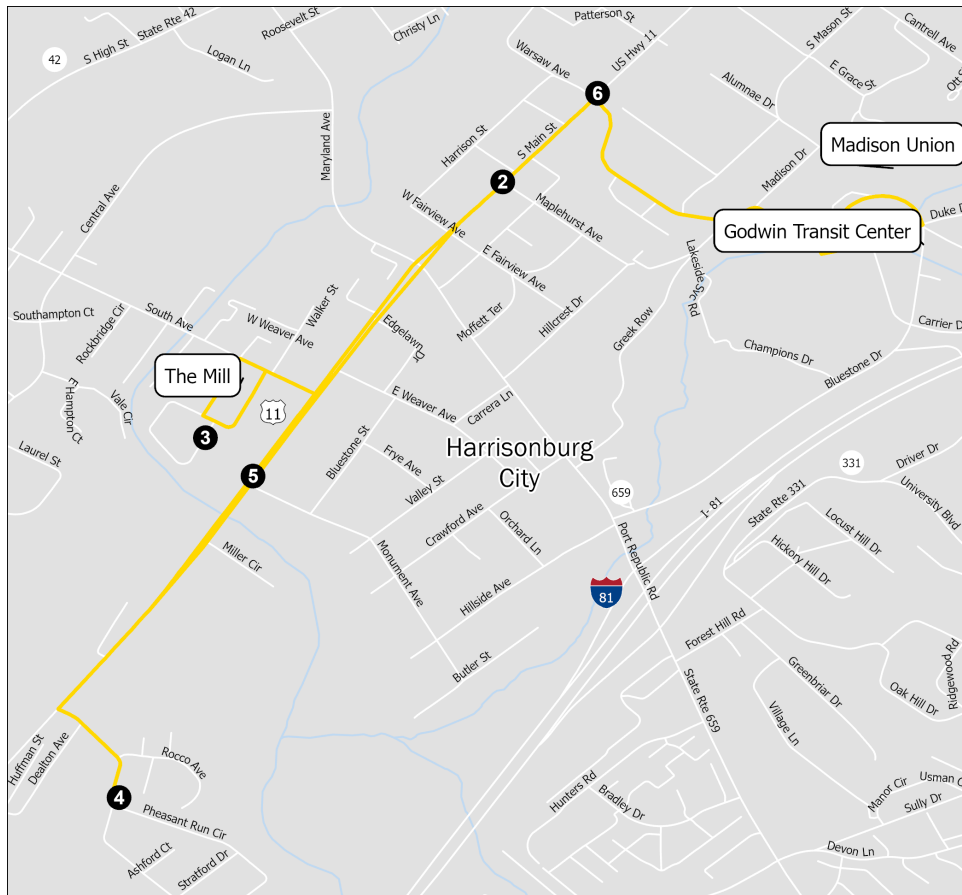 Patterson St
Christy Ln
Roosevelt St
State Rte 42
S High St
Logan Ln
42
Warsaw Ave
US Hwy 11
S Mason St
Cantrell Ave
E Grace St
Alumnae Dr
6
Maryland Ave
Harrison St
S Main St
Madison Union
Madison Dr
2
Central Ave
W Fairview Ave
Maplehurst Ave
Godwin Transit Center
E Fairview Ave
Lakeside Svc Rd
Southampton Ct
Rockbridge Cir
South Ave
Walker St
W Weaver Ave
Edgelawn Dr
Moffett Ter
Hillcrest Dr
Greek Row
Carrier
Champions Dr
Bluestone Dr
The Mill
E Hampton Ct
Vale Cir
11
E Weaver Ave
Carrera Ln
3
Laurel St
Bluestone St
Frye Ave
Valley St
Harrisonburg
City
331
Driver Dr
5
659
I- 81
State Rte 331
University Blvd
Crawford Ave
Orchard Ln
Port Republic Rd
Locust Hill Dr
Hickory Hill Dr
Miller Cir
Monument Ave
Hillside Ave
81
Forest Hill Rd
Butler St
Greenbriar Dr
Ridgewood Rd
Oak Hill Dr
State Rte 659
Village Ln
Huffman St
Dealton Ave
Rocco Ave
4
Pheasant Run Cir
Hunters Rd
Bradley Dr
Manor Cir
Usman
Sully Dr
Ashford Ct
Stratford Dr
Devon Ln